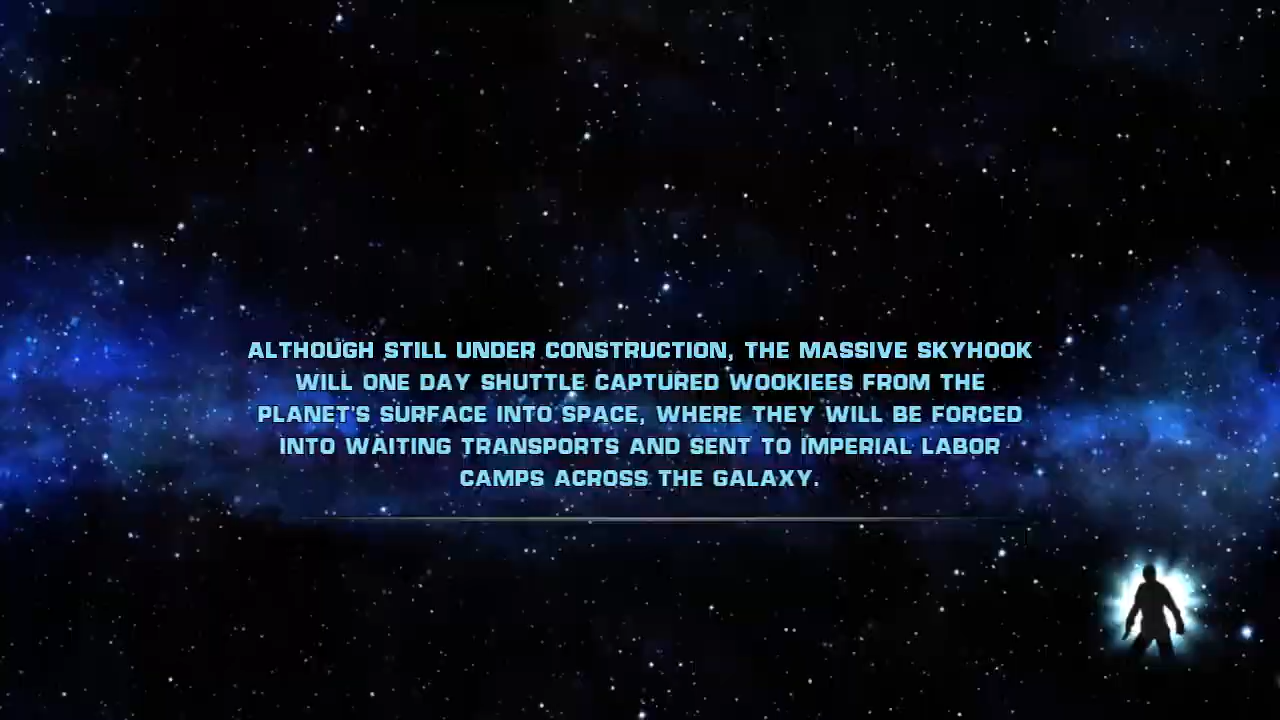 ALTHOUGH STILL UNDER CONSTRUCTION, THE MASSIVE SKYHOOK
WILL ONE DAY SHUTTLE CAPTURED WOOKIEES FROM THE
PLANET'S SURFACE INTO SPACE, WHERE THEY WILL BE FORCED
INTO WAITING TRANSPORTS AND SENT TO IMPERIAL LABOR
CAMPS ACROSS THE GALAXY.